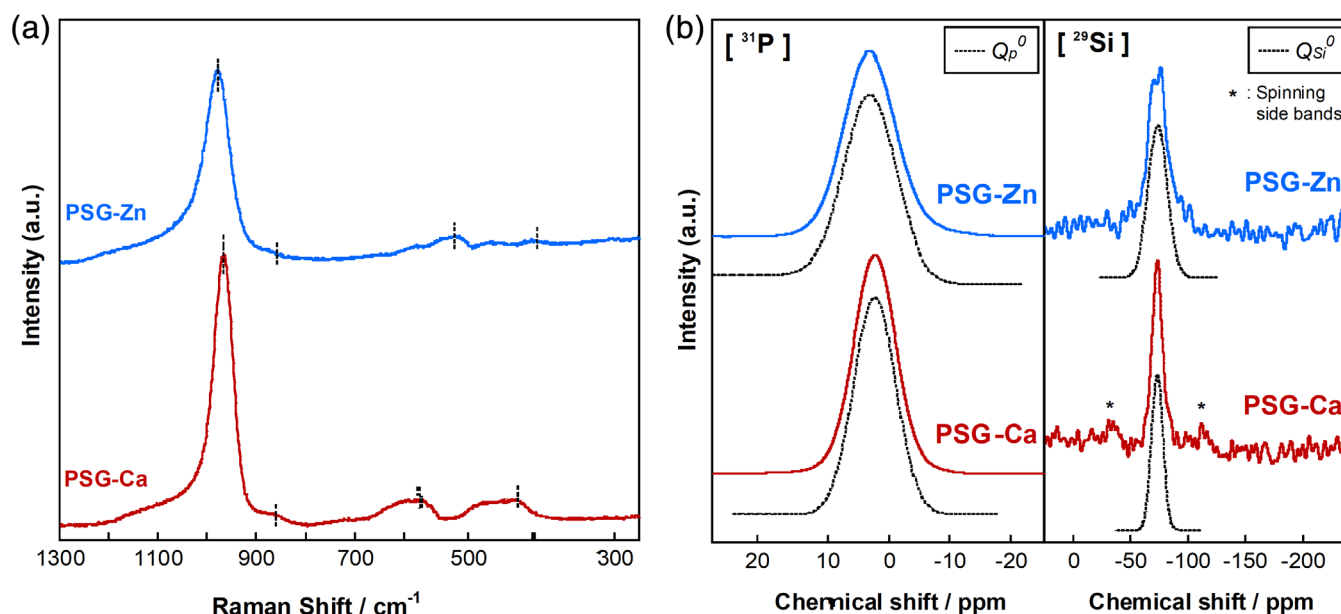 (a)
Intensity (a.u.)
PSG-Zn
PSG-Ca
1300 1100 900 700 500 300
Raman Shift / cm⁻¹
(b)
Intensity (a.u.)
[ ³¹P ]
Qₚ⁰
PSG-Zn
PSG-Ca
20 10 0 -10 -20
Chemical shift / ppm
[ ²⁹Si ]
Q_Si⁰
* : Spinning
side bands
PSG-Zn
* *
PSG-Ca
0 -50 -100 -150 -200
Chemical shift / ppm